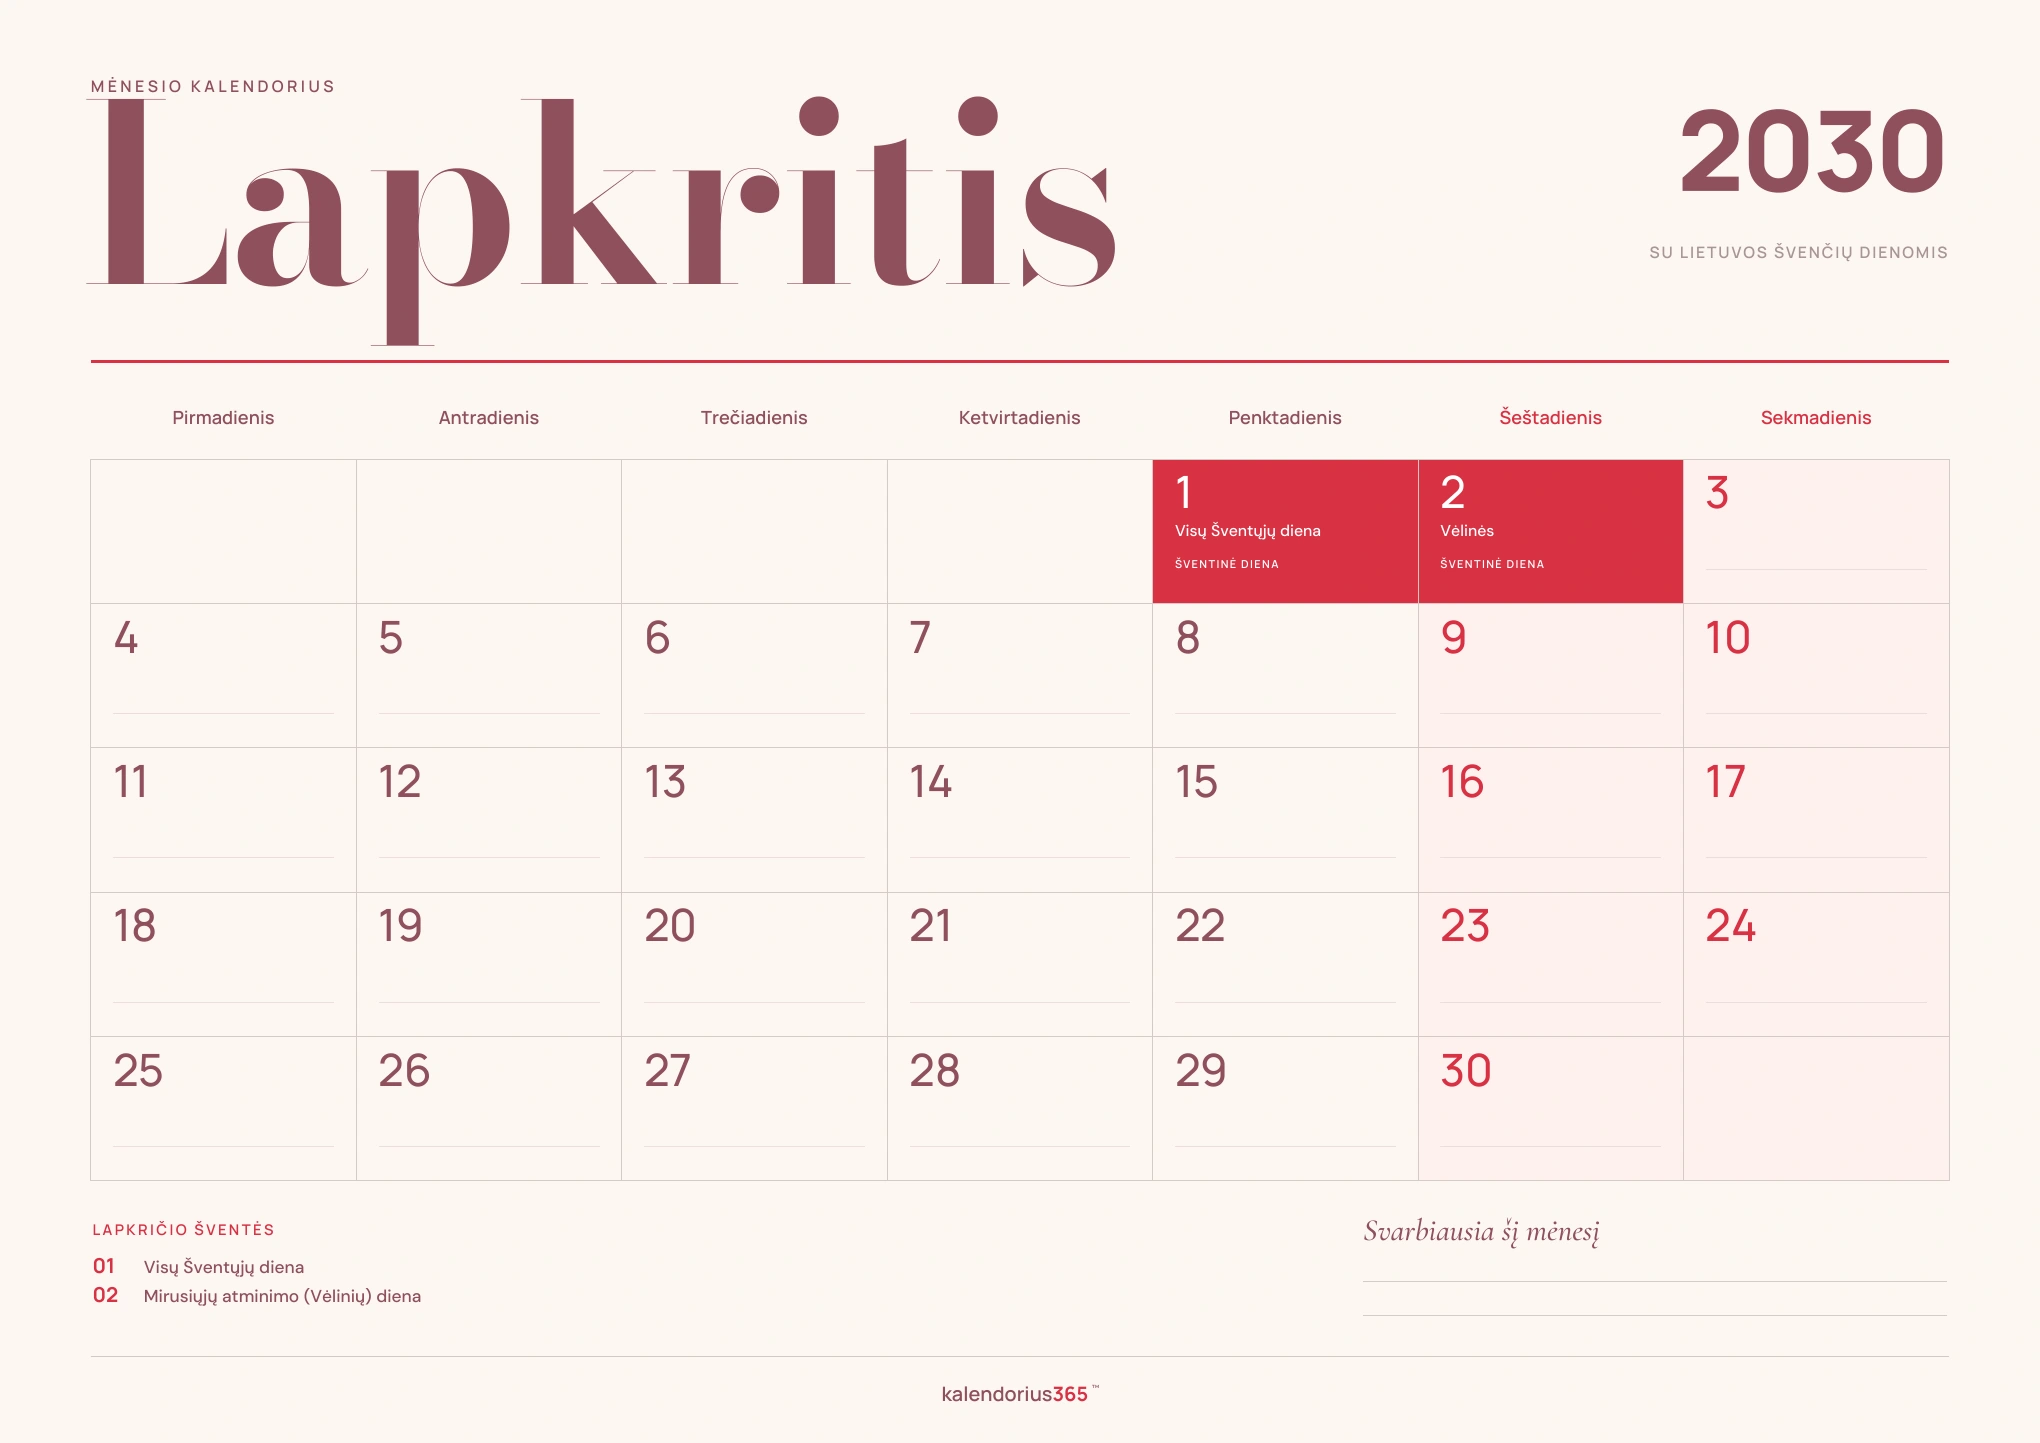 MĖNESIO KALENDORIUS
Lapkritis
2030
SU LIETUVOS ŠVENČIŲ DIENOMIS
Pirmadienis Antradienis Trečiadienis Ketvirtadienis Penktadienis Šeštadienis Sekmadienis
1 2 3
Visų Šventųjų diena Vėlinės
ŠVENTINĖ DIENA ŠVENTINĖ DIENA
4 5 6 7 8 9 10
11 12 13 14 15 16 17
18 19 20 21 22 23 24
25 26 27 28 29 30
LAPKRIČIO ŠVENTĖS
01 Visų Šventųjų diena
02 Mirusiųjų atminimo (Vėlinių) diena
Svarbiausia šį mėnesį
kalendorius365™